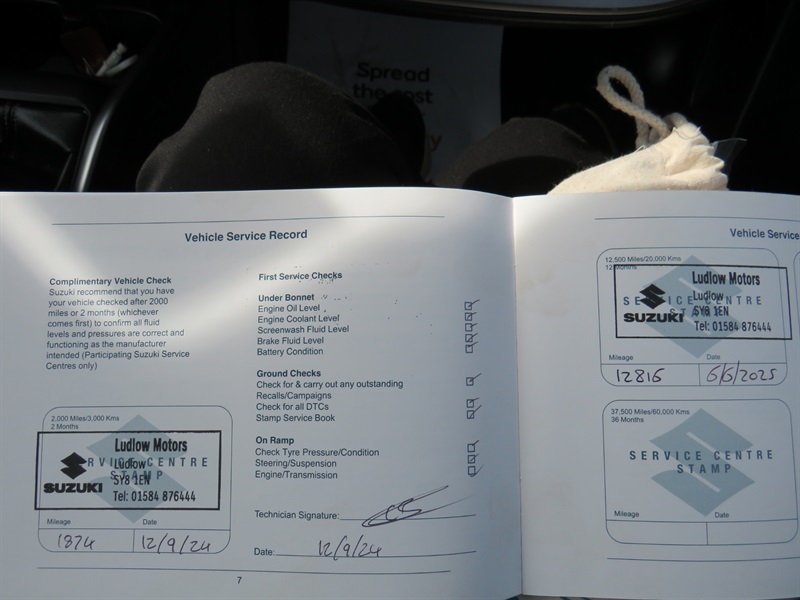 Spread
the cost
Vehicle Service Record
Complimentary Vehicle Check
Suzuki recommend that you have
your vehicle checked after 2000
miles or 2 months (whichever
comes first) to confirm all fluid
levels and pressures are correct and
functioning as the manufacturer
intended (Participating Suzuki Service
Centres only)
2,000 Miles/3,000 Kms
2 Months
Ludlow Motors
Ludlow
SERVICE CENTRE
STAMP
SY8 1EN
SUZUKI
Tel: 01584 876444
Mileage Date
1874 12/9/24
First Service Checks
Under Bonnet
Engine Oil Level
Engine Coolant Level
Screenwash Fluid Level
Brake Fluid Level
Battery Condition
Ground Checks
Check for & carry out any outstanding
Recalls/Campaigns
Check for all DTCs
Stamp Service Book
On Ramp
Check Tyre Pressure/Condition
Steering/Suspension
Engine/Transmission
Technician Signature:
Date: 12/9/24
7
Vehicle Service
12,500 Miles/20,000 Kms
12 Months
Ludlow Motors
Ludlow
SERVICE CENTRE
STAMP
SY8 1EN
SUZUKI
Tel: 01584 876444
Mileage Date
12816 6/6/2025
37,500 Miles/60,000 Kms
36 Months
SERVICE CENTRE
STAMP
Mileage Date